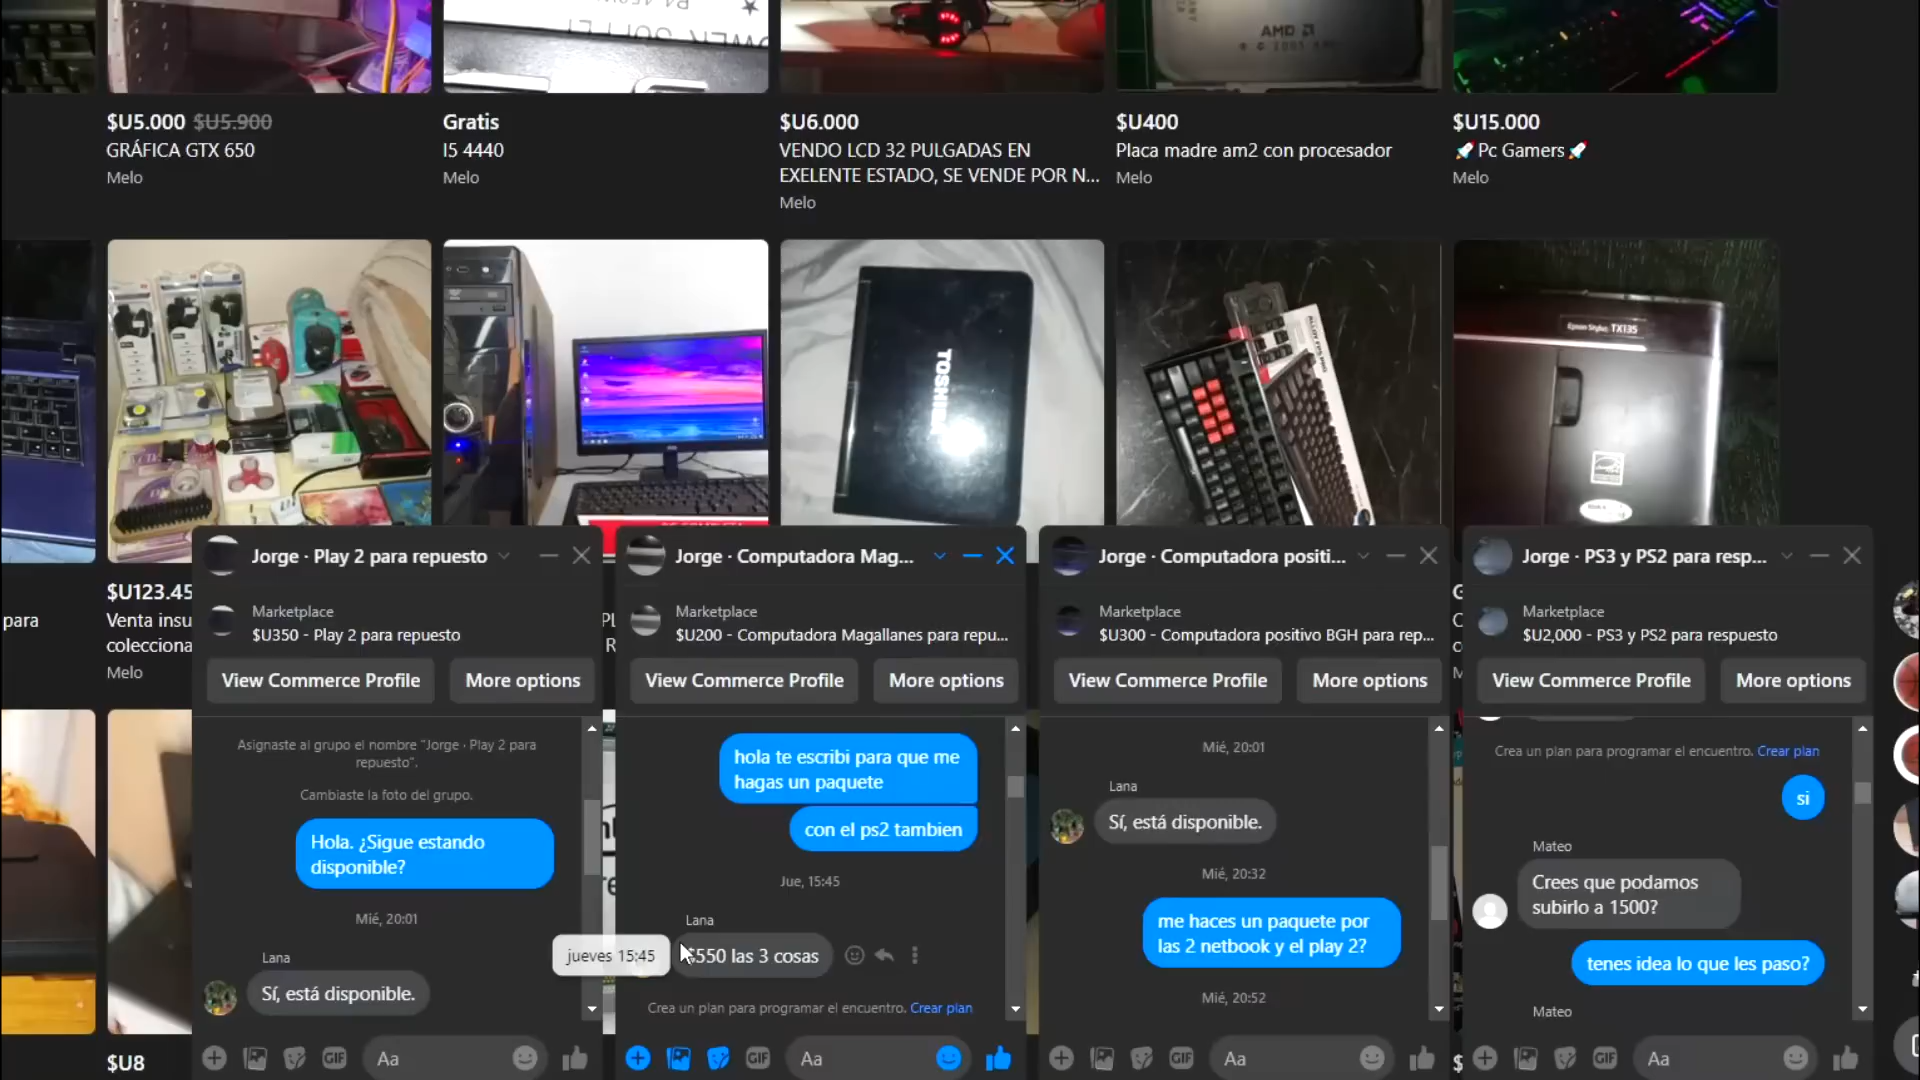 AMD
$U5.000 $U5.900
GRÁFICA GTX 650
Melo
Gratis
I5 4440
Melo
$U6.000
VENDO LCD 32 PULGADAS EN
EXELENTE ESTADO, SE VENDE POR N...
Melo
$U400
Placa madre am2 con procesador
Melo
$U15.000
🚀Pc Gamers🚀
Melo
TOSHIBA
Epson Stylus TX135
para
$U123.45
Venta insu
colecciona
Melo
$U8
Jorge · Play 2 para repuesto
Marketplace
$U350 - Play 2 para repuesto
View Commerce Profile
More options
Asignaste al grupo el nombre "Jorge · Play 2 para
repuesto".
Cambiaste la foto del grupo.
Hola. ¿Sigue estando
disponible?
Mié, 20:01
Lana
Sí, está disponible.
GIF
Aa
Jorge · Computadora Mag...
Marketplace
$U200 - Computadora Magallanes para repu...
View Commerce Profile
More options
hola te escribi para que me
hagas un paquete
con el ps2 tambien
Jue, 15:45
Lana
jueves 15:45
$550 las 3 cosas
Crea un plan para programar el encuentro. Crear plan
GIF
Aa
Jorge · Computadora positi...
Marketplace
$U300 - Computadora positivo BGH para rep...
View Commerce Profile
More options
Mié, 20:01
Lana
Sí, está disponible.
Mié, 20:32
me haces un paquete por
las 2 netbook y el play 2?
Mié, 20:52
GIF
Aa
Jorge · PS3 y PS2 para resp...
Marketplace
$U2,000 - PS3 y PS2 para respuesto
View Commerce Profile
More options
Crea un plan para programar el encuentro. Crear plan
si
Mateo
Crees que podamos
subirlo a 1500?
tenes idea lo que les paso?
Mateo
GIF
Aa